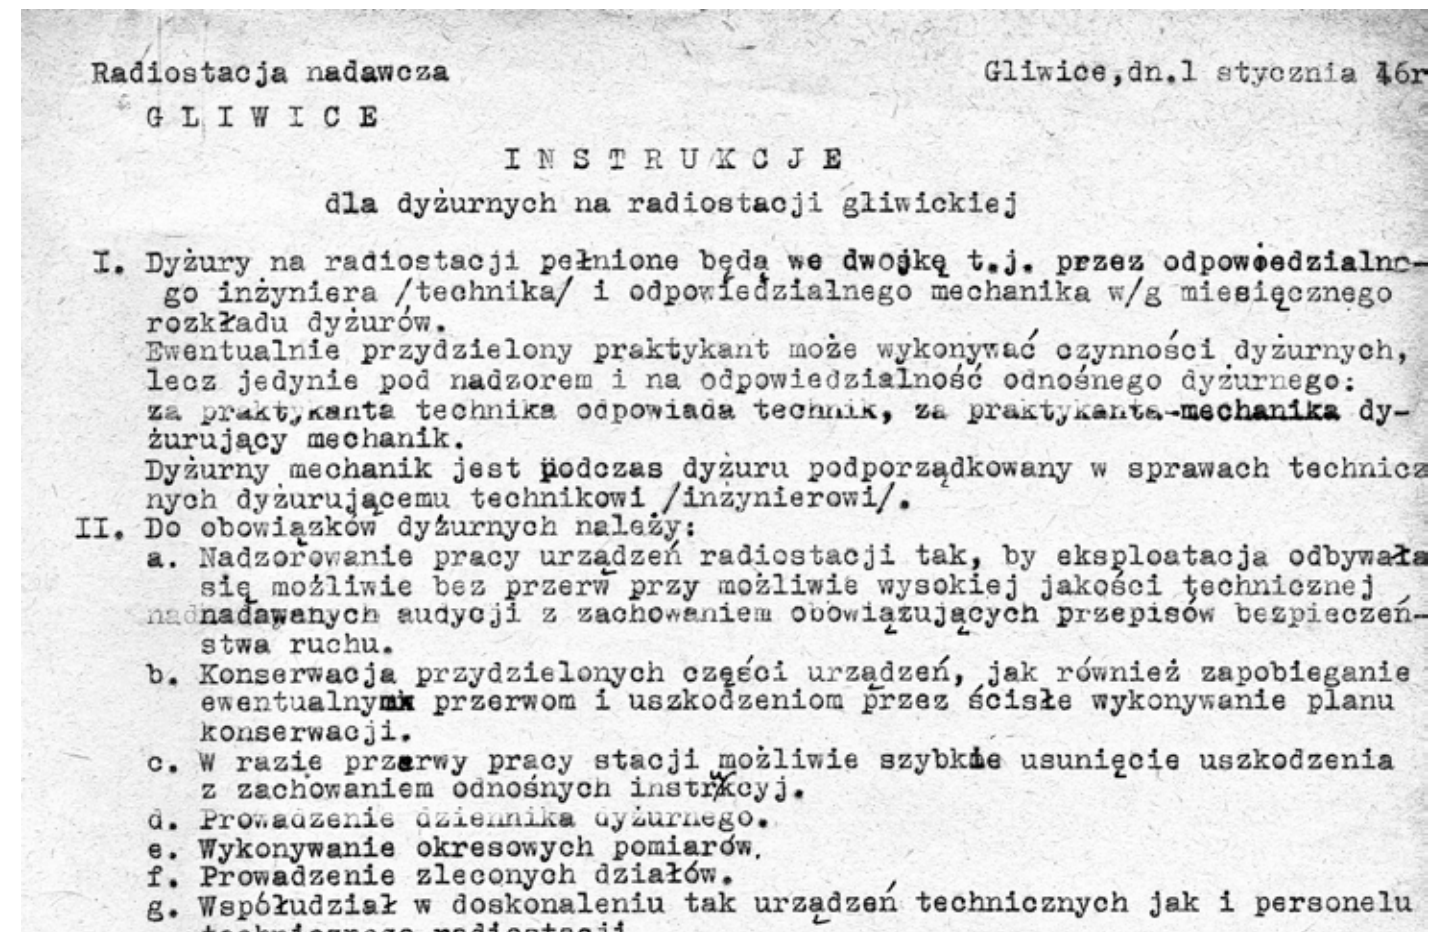 Radiostacja nadawcza Gliwice,dn.1 stycznia 46r
G L I W I C E
I N S T R U K C J E
dla dyżurnych na radiostacji gliwickiej
I. Dyżury na radiostacji pełnione będą we dwojkę t.j. przez odpowiedzialne-
go inżyniera /technika/ i odpowiedzialnego mechanika w/g miesięcznego
rozkładu dyżurów.
Ewentualnie przydzielony praktykant może wykonywać czynności dyżurnych,
lecz jedynie pod nadzorem i na odpowiedzialność odnośnego dyżurnego:
za praktykanta technika odpowiada technik, za praktykanta-mechanika dy-
żurujący mechanik.
Dyżurny mechanik jest podczas dyżuru podporządkowany w sprawach technicz
nych dyżurującemu technikowi /inżynierowi/.
II. Do obowiązków dyżurnych należy:
a. Nadzorowanie pracy urządzeń radiostacji tak, by eksploatacja odbywała
się możliwie bez przerw przy możliwie wysokiej jakości technicznej
nadnadawanych audycji z zachowaniem obowiązujących przepisów bezpieczeń-
stwa ruchu.
b. Konserwacja przydzielonych części urządzeń, jak również zapobieganie
ewentualnym przerwom i uszkodzeniom przez ścisłe wykonywanie planu
konserwacji.
c. W razie przerwy pracy stacji możliwie szybkie usunięcie uszkodzenia
z zachowaniem odnośnych instrukcyj.
d. Prowadzenie dziennika dyżurnego.
e. Wykonywanie okresowych pomiarów.
f. Prowadzenie zleconych działów.
g. Współudział w doskonaleniu tak urządzeń technicznych jak i personelu
technicznego radiostacji